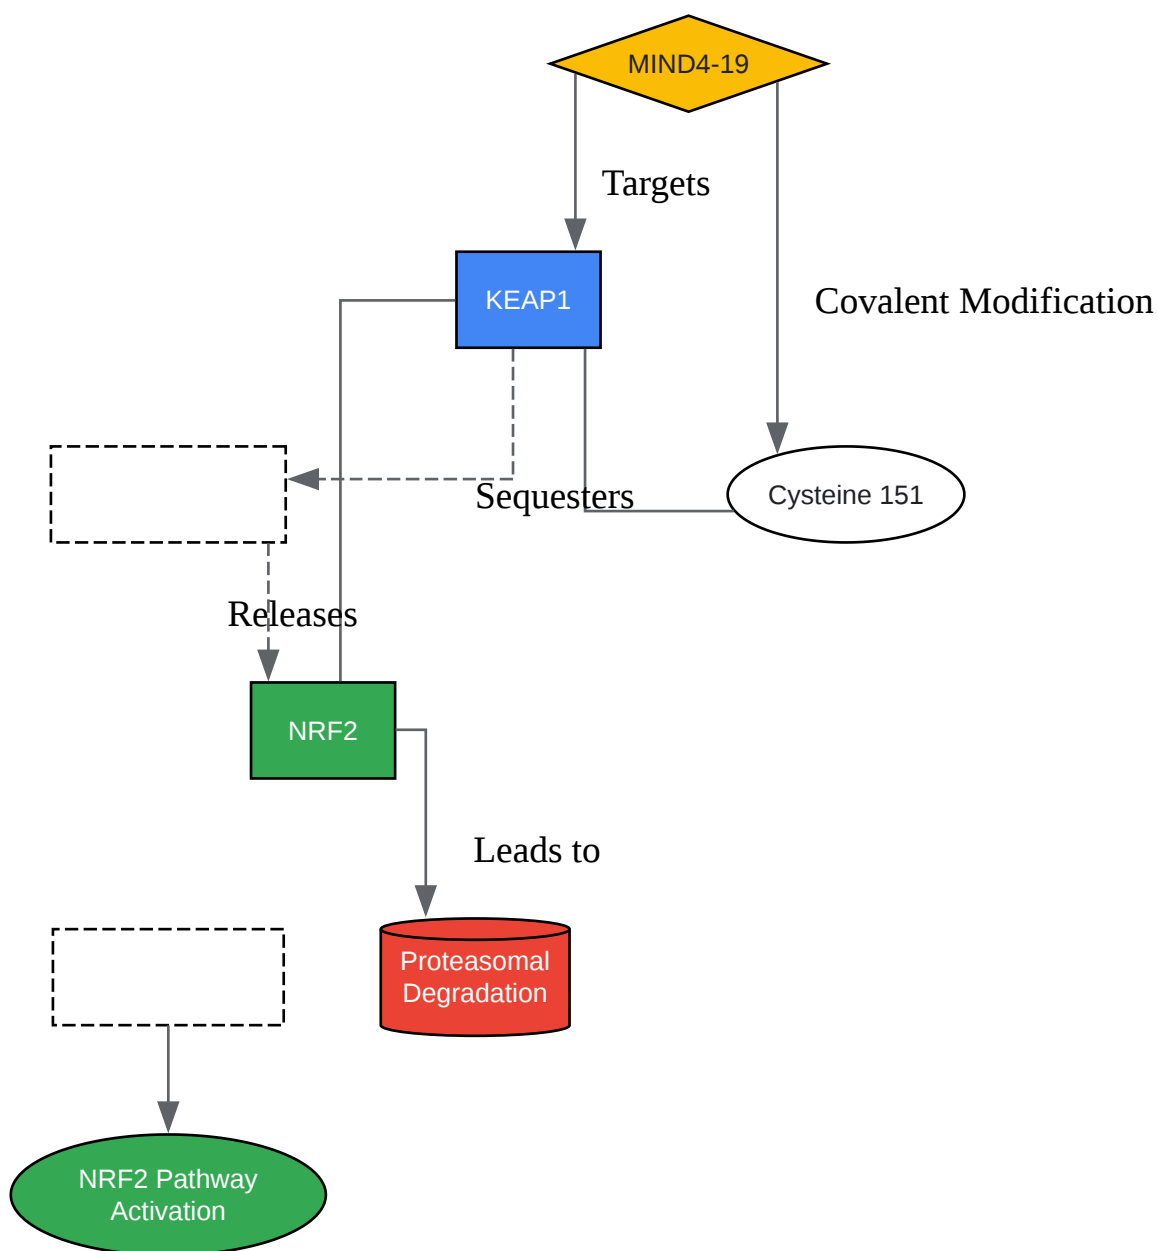 MIND4-19
Targets
KEAP1
Covalent Modification
Sequesters
Cysteine 151
Releases
NRF2
Leads to
Proteasomal
Degradation
NRF2 Pathway
Activation